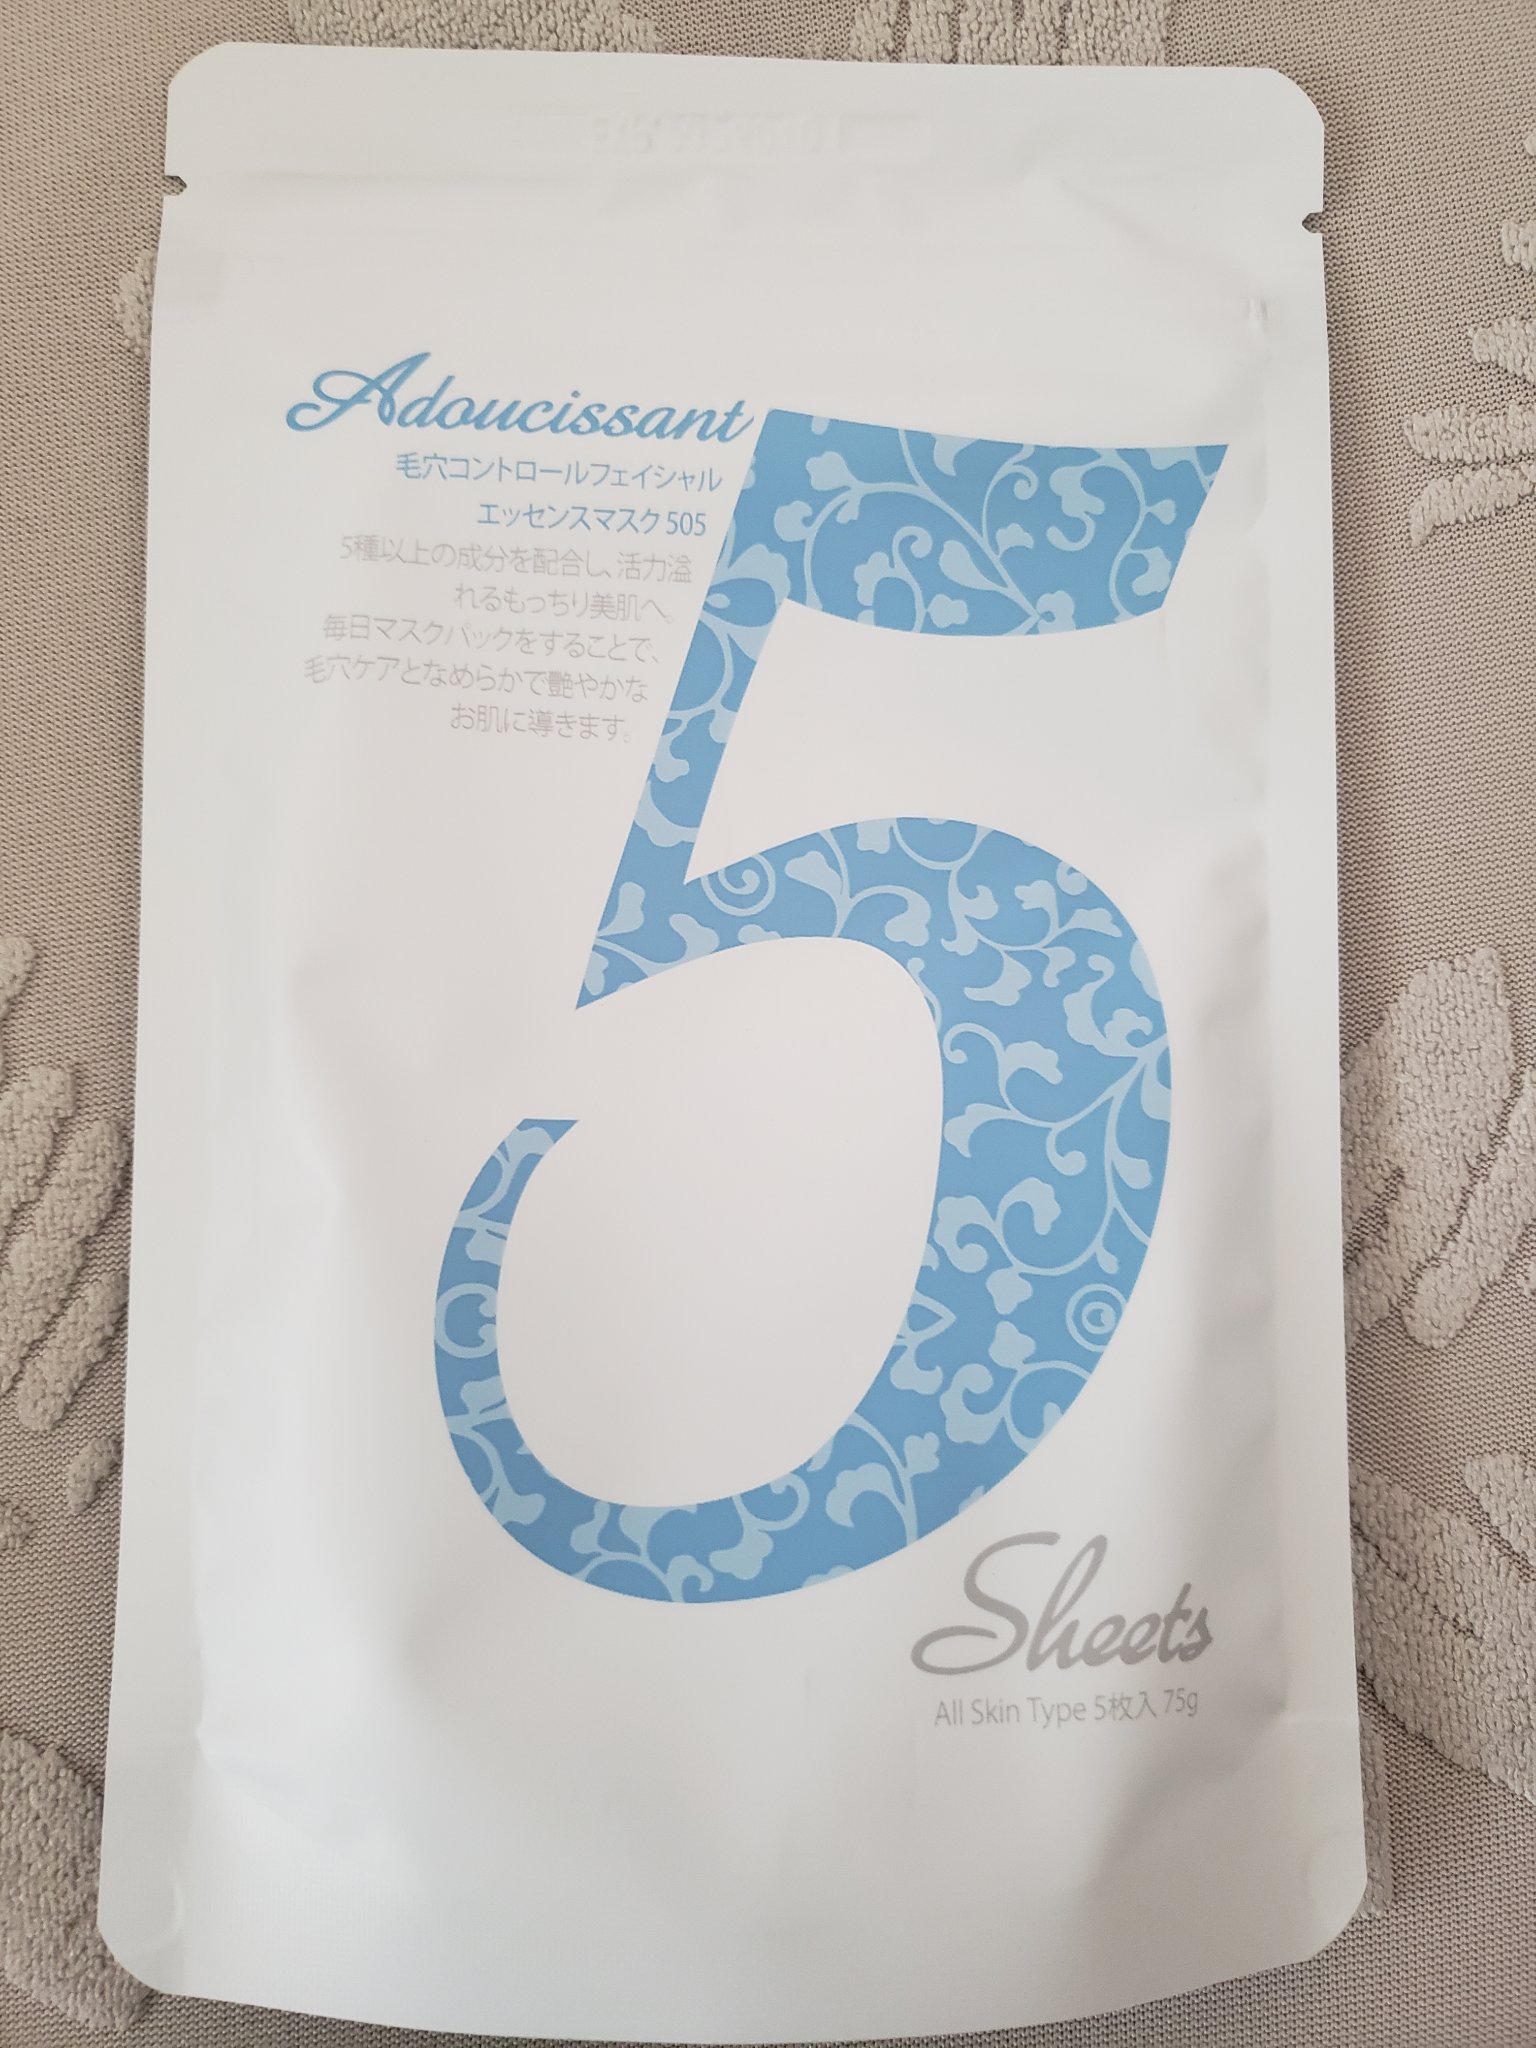 Adoucissant
毛穴コントロールフェイシャル
エッセンスマスク505
5種以上の成分を配合し、活力溢
れるもっちり美肌へ。
毎日マスクパックをすることで、
毛穴ケアとなめらかで艶やかな
お肌に導きます。
5
Sheets
All Skin Type 5枚入 75g